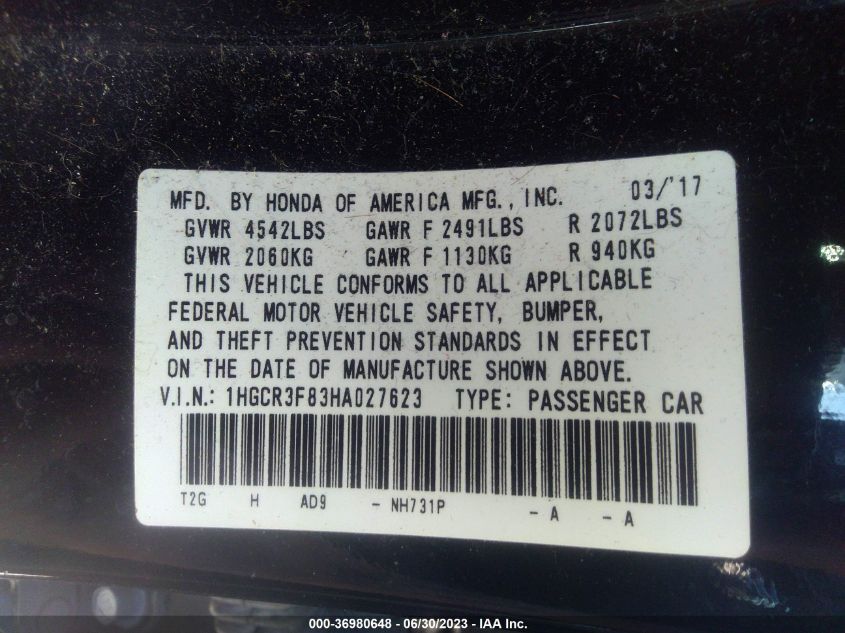 MFD. BY HONDA OF AMERICA MFG., INC. 03/'17
GVWR 4542LBS GAWR F 2491LBS R 2072LBS
GVWR 2060KG GAWR F 1130KG R 940KG
THIS VEHICLE CONFORMS TO ALL APPLICABLE
FEDERAL MOTOR VEHICLE SAFETY, BUMPER,
AND THEFT PREVENTION STANDARDS IN EFFECT
ON THE DATE OF MANUFACTURE SHOWN ABOVE.
V.I.N.: 1HGCR3F83HA027623 TYPE: PASSENGER CAR
T2G H AD9 - NH731P - A - A
000-36980648 - 06/30/2023 - IAA Inc.